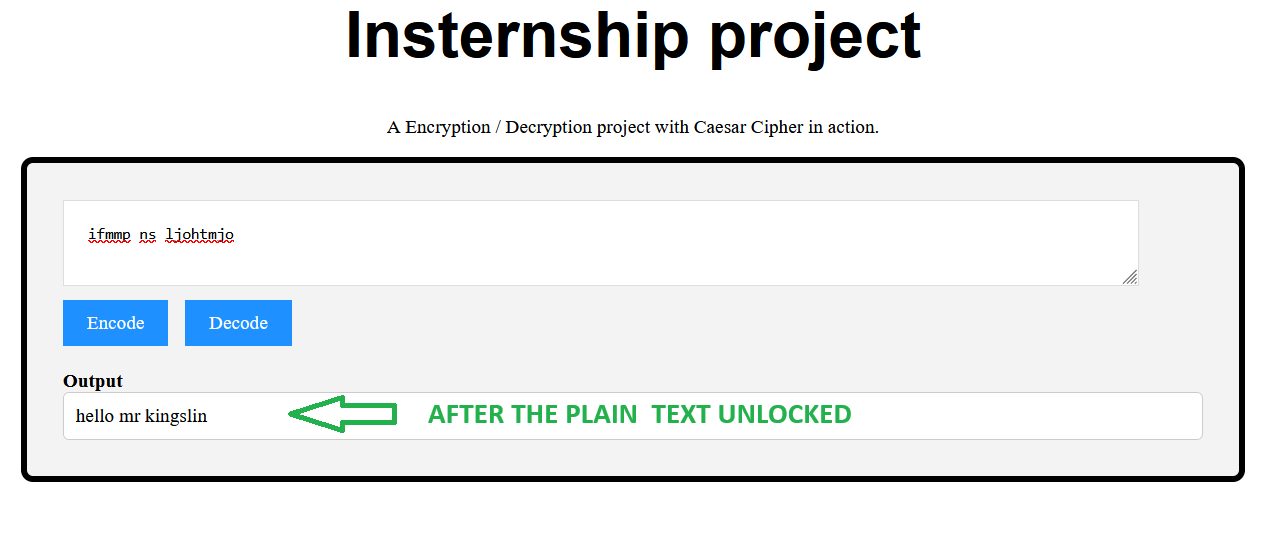 Insternship project
A Encryption / Decryption project with Caesar Cipher in action.
ifmmp ns ljohtmjo
Encode Decode
Output
hello mr kingslin AFTER THE PLAIN TEXT UNLOCKED